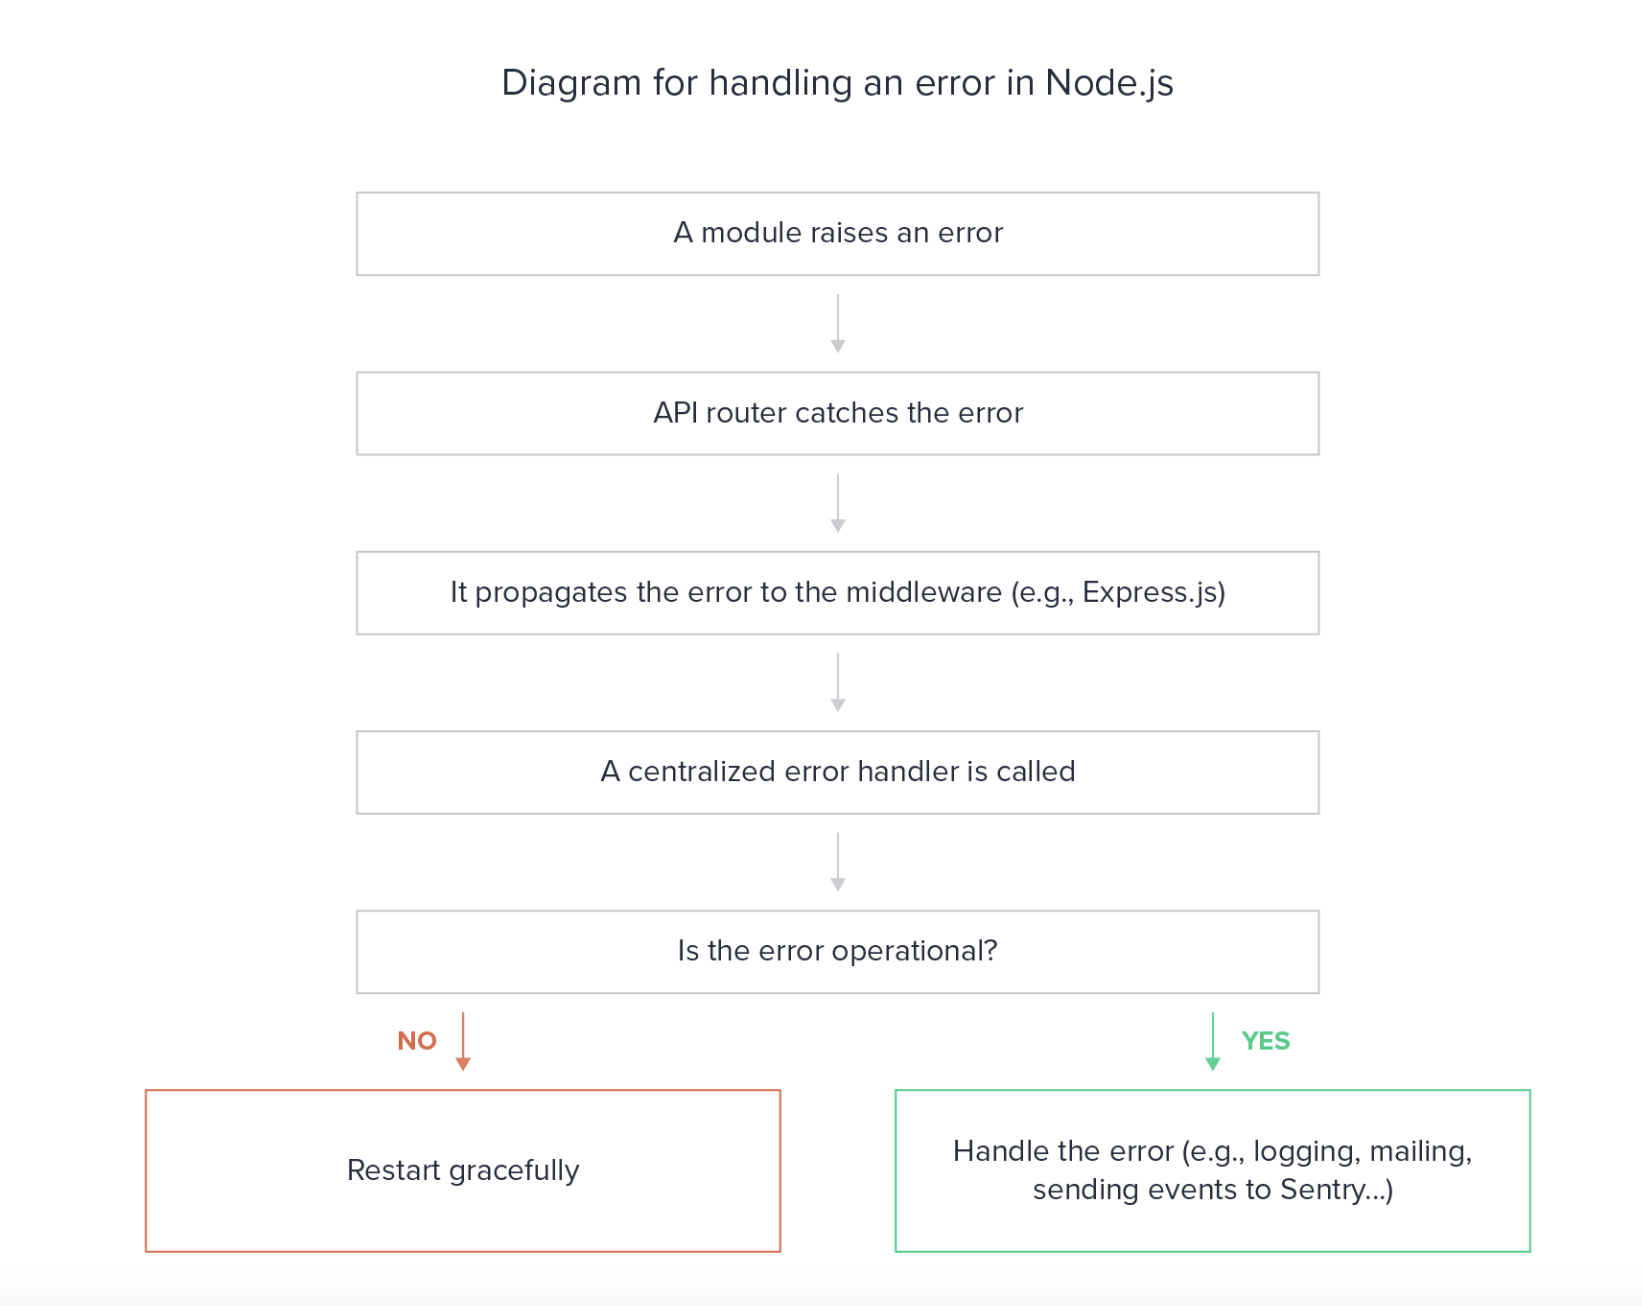 Diagram for handling an error in Node.js
A module raises an error
API router catches the error
It propagates the error to the middleware (e.g., Express.js)
A centralized error handler is called
Is the error operational?
NO
YES
Restart gracefully
Handle the error (e.g., logging, mailing,
sending events to Sentry...)